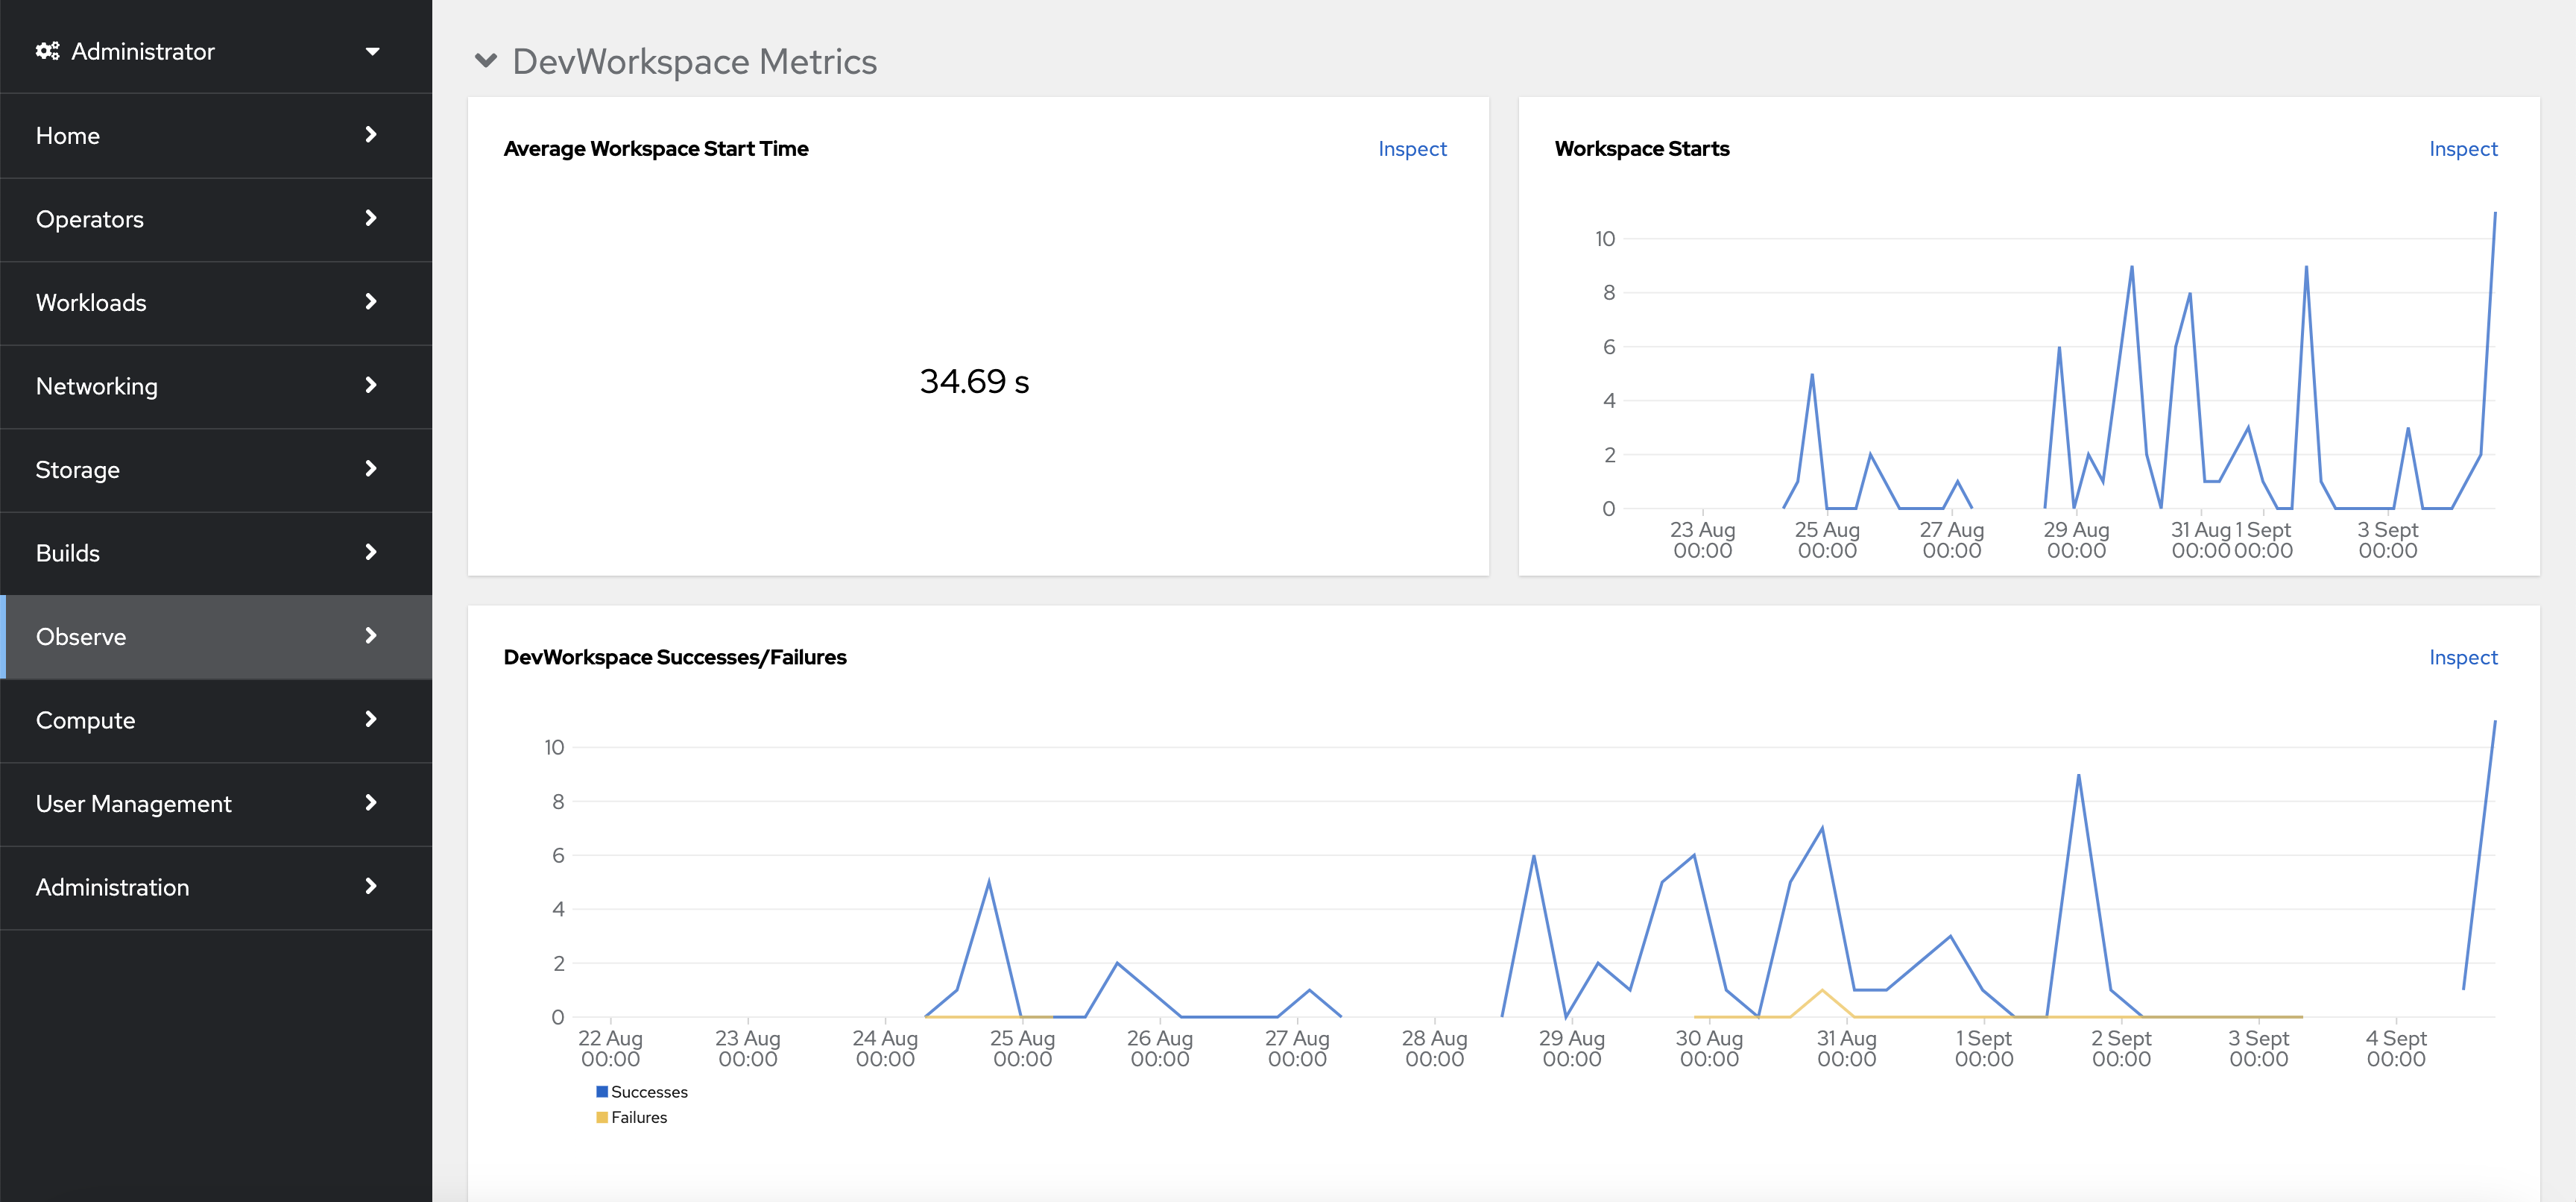 Administrator
Home
Operators
Workloads
Networking
Storage
Builds
Observe
Compute
User Management
Administration
DevWorkspace Metrics
Average Workspace Start Time
Inspect
34.69 s
Workspace Starts
Inspect
10
8
6
4
2
0
23 Aug 25 Aug 27 Aug 29 Aug 31 Aug 1 Sept 3 Sept
00:00 00:00 00:00 00:00 00:00 00:00 00:00
DevWorkspace Successes/Failures
Inspect
10
8
6
4
2
0
22 Aug 23 Aug 24 Aug 25 Aug 26 Aug 27 Aug 28 Aug 29 Aug 30 Aug 31 Aug 1 Sept 2 Sept 3 Sept 4 Sept
00:00 00:00 00:00 00:00 00:00 00:00 00:00 00:00 00:00 00:00 00:00 00:00 00:00 00:00
Successes
Failures